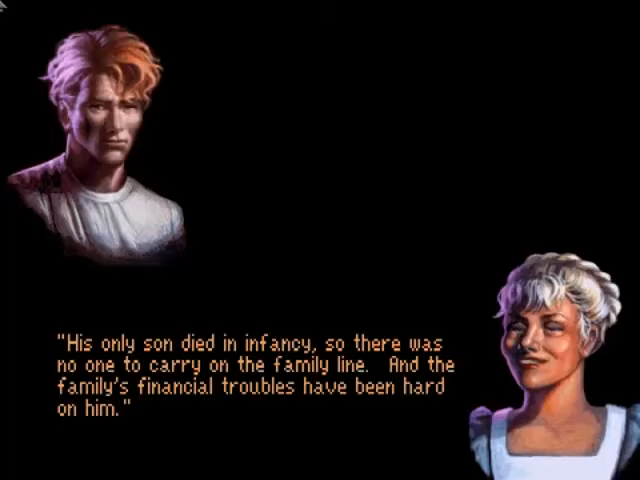 "His only son died in infancy, so there was
no one to carry on the family line.  And the
family's financial troubles have been hard
on him."